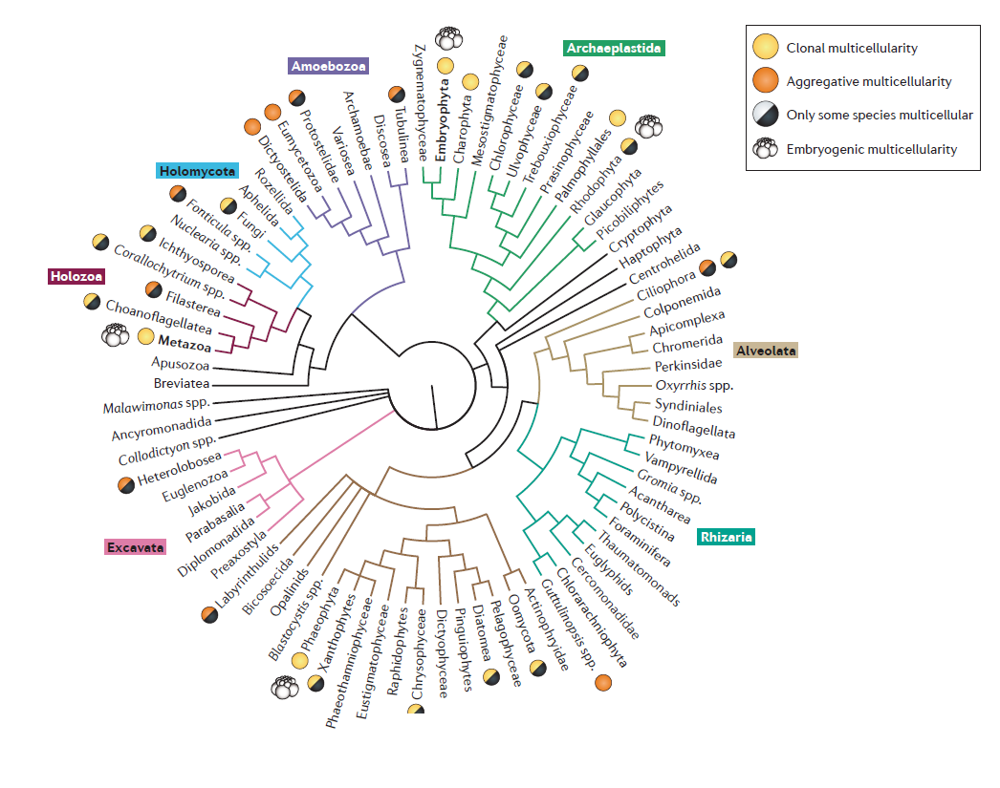 Clonal multicellularity
Aggregative multicellularity
Only some species multicellular
Embryogenic multicellularity
Amoebozoa
Archaeplastida
Holomycota
Holozoa
Alveolata
Rhizaria
Excavata
Zygnematophyceae
Embryophyta
Charophyta
Mesostigmatophyceae
Chlorophyceae
Ulvophyceae
Trebouxiophyceae
Prasinophyceae
Palmophyllales
Rhodophyta
Glaucophyta
Picobiliphytes
Cryptophyta
Haptophyta
Centrohelida
Ciliophora
Colponemida
Apicomplexa
Chromerida
Perkinsidae
Oxyrrhis spp.
Syndiniales
Dinoflagellata
Phytomyxea
Vampyrellida
Gromia spp.
Acantharea
Polycistina
Foraminifera
Thaumatomonads
Euglyphids
Cercomonadidae
Chlorarachniophyta
Guttulinopsis spp.
Actinophryidae
Oomycota
Pelagophyceae
Diatomea
Pinguiophytes
Dictyophyceae
Chrysophyceae
Raphidophytes
Eustigmatophyceae
Phaeothamniophyceae
Xanthophytes
Phaeophyta
Blastocystis spp.
Opalinids
Bicosoecida
Labyrinthulids
Preaxostyla
Diplomonadida
Parabasalia
Jakobida
Euglenozoa
Heterolobosea
Collodictyon spp.
Ancyromonadida
Malawimonas spp.
Breviatea
Apusozoa
Metazoa
Choanoflagellatea
Filasterea
Corallochytrium spp.
Ichthyosporea
Nuclearia spp.
Fonticula spp.
Fungi
Aphelida
Rozellida
Dictyostelida
Eumycetozoa
Protostelidae
Variosea
Archamoebae
Discosea
Tubulinea